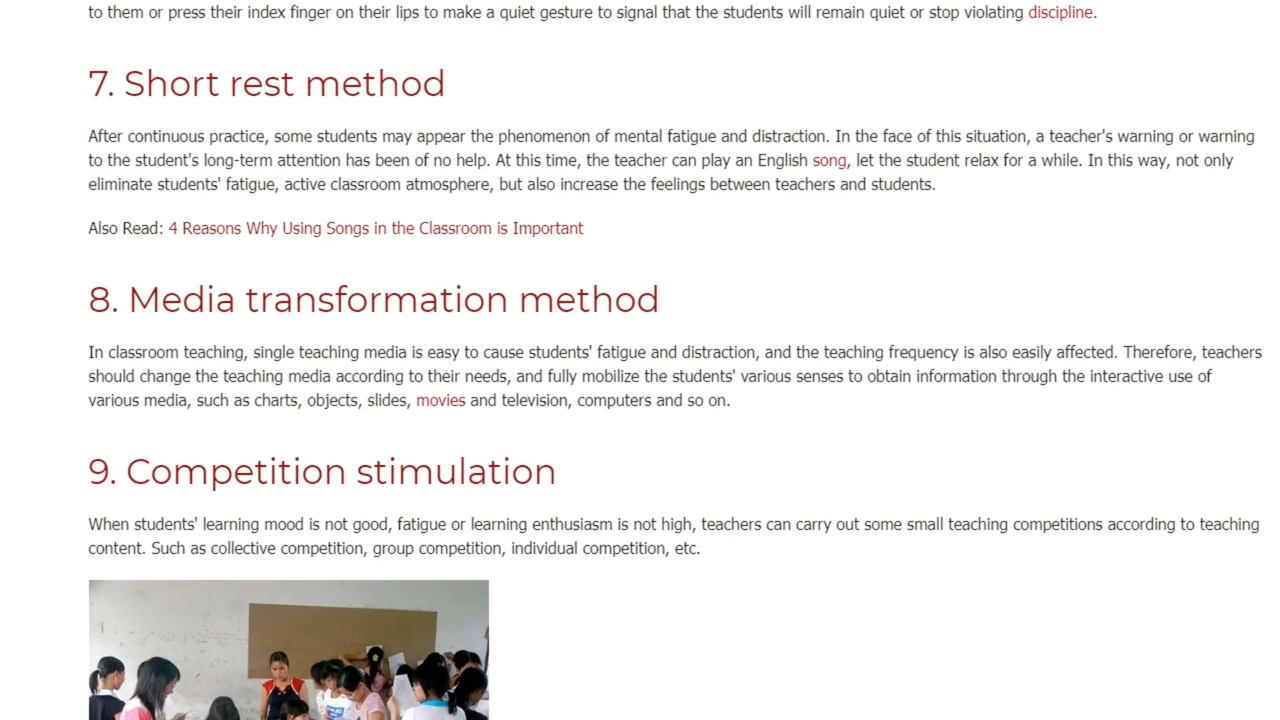 to them or press their index finger on their lips to make a quiet gesture to signal that the students will remain quiet or stop violating discipline.
7. Short rest method
After continuous practice, some students may appear the phenomenon of mental fatigue and distraction. In the face of this situation, a teacher's warning or warning
to the student's long-term attention has been of no help. At this time, the teacher can play an English song, let the student relax for a while. In this way, not only
eliminate students' fatigue, active classroom atmosphere, but also increase the feelings between teachers and students.
Also Read: 4 Reasons Why Using Songs in the Classroom is Important
8. Media transformation method
In classroom teaching, single teaching media is easy to cause students' fatigue and distraction, and the teaching frequency is also easily affected. Therefore, teachers
should change the teaching media according to their needs, and fully mobilize the students' various senses to obtain information through the interactive use of
various media, such as charts, objects, slides, movies and television, computers and so on.
9. Competition stimulation
When students' learning mood is not good, fatigue or learning enthusiasm is not high, teachers can carry out some small teaching competitions according to teaching
content. Such as collective competition, group competition, individual competition, etc.